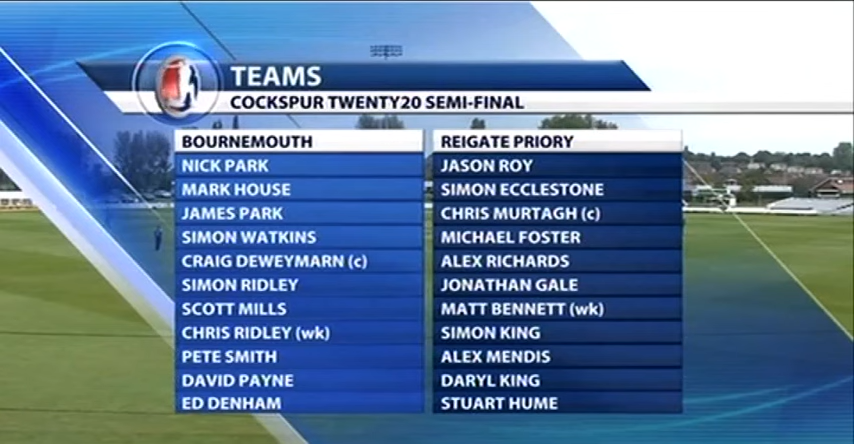 TEAMS
COCKSPUR TWENTY20 SEMI-FINAL
BOURNEMOUTH
NICK PARK
MARK HOUSE
JAMES PARK
SIMON WATKINS
CRAIG DEWEYMARN (c)
SIMON RIDLEY
SCOTT MILLS
CHRIS RIDLEY (wk)
PETE SMITH
DAVID PAYNE
ED DENHAM
REIGATE PRIORY
JASON ROY
SIMON ECCLESTONE
CHRIS MURTAGH (c)
MICHAEL FOSTER
ALEX RICHARDS
JONATHAN GALE
MATT BENNETT (wk)
SIMON KING
ALEX MENDIS
DARYL KING
STUART HUME